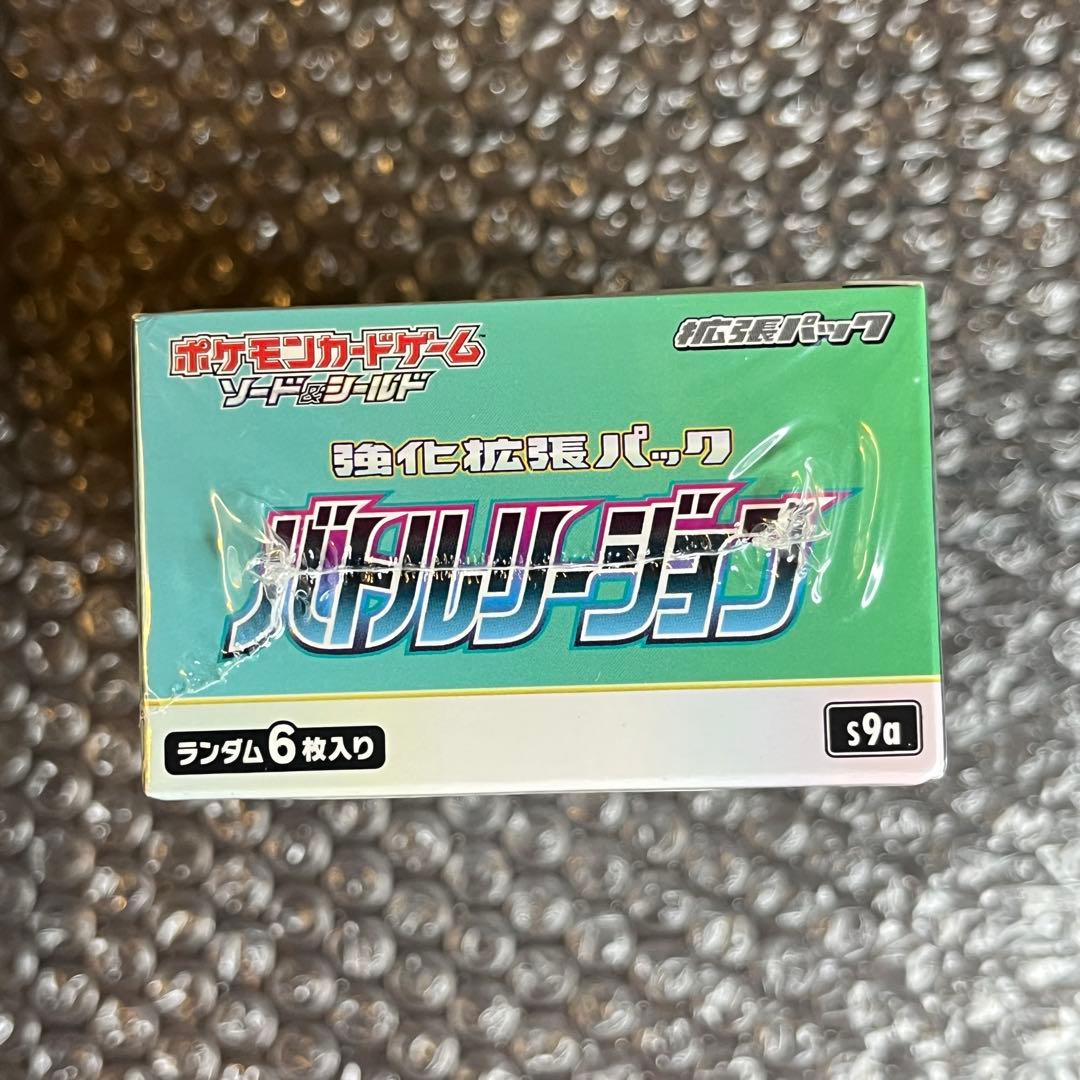 ポケモンカードゲーム
ソード&シールド
拡張パック
強化拡張パック
バトルリージョン
ランダム6枚入り
s9a